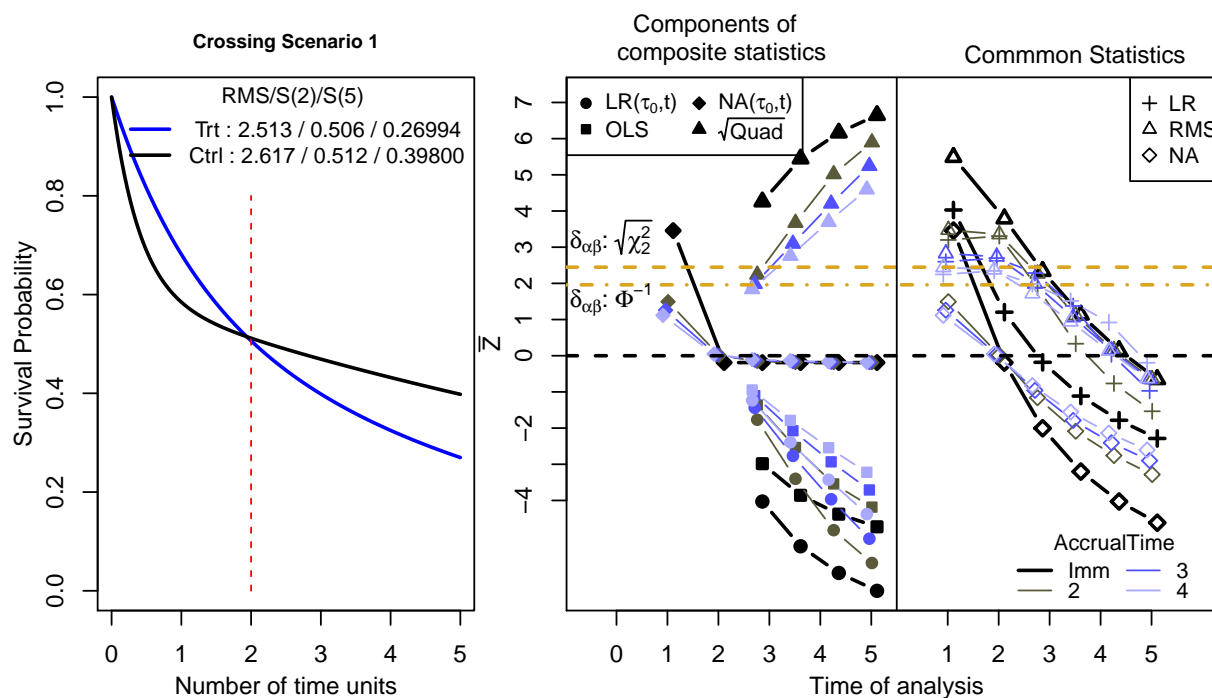 Crossing Scenario 1
RMS/S(2)/S(5)
Trt : 2.513 / 0.506 / 0.26994
Ctrl : 2.617 / 0.512 / 0.39800
Survival Probability
1.0
0.8
0.6
0.4
0.2
0.0
0 1 2 3 4 5
Number of time units
Components of
composite statistics
Commmon Statistics
LR(τ₀,t) NA(τ₀,t)
OLS √Quad
LR
RMS
NA
Z̅
7
6
5
4
3
2
1
0
−2
−4
δαβ: √χ²₂
δαβ: Φ⁻¹
AccrualTime
Imm 3
2 4
0 1 2 3 4 5 1 2 3 4 5
Time of analysis